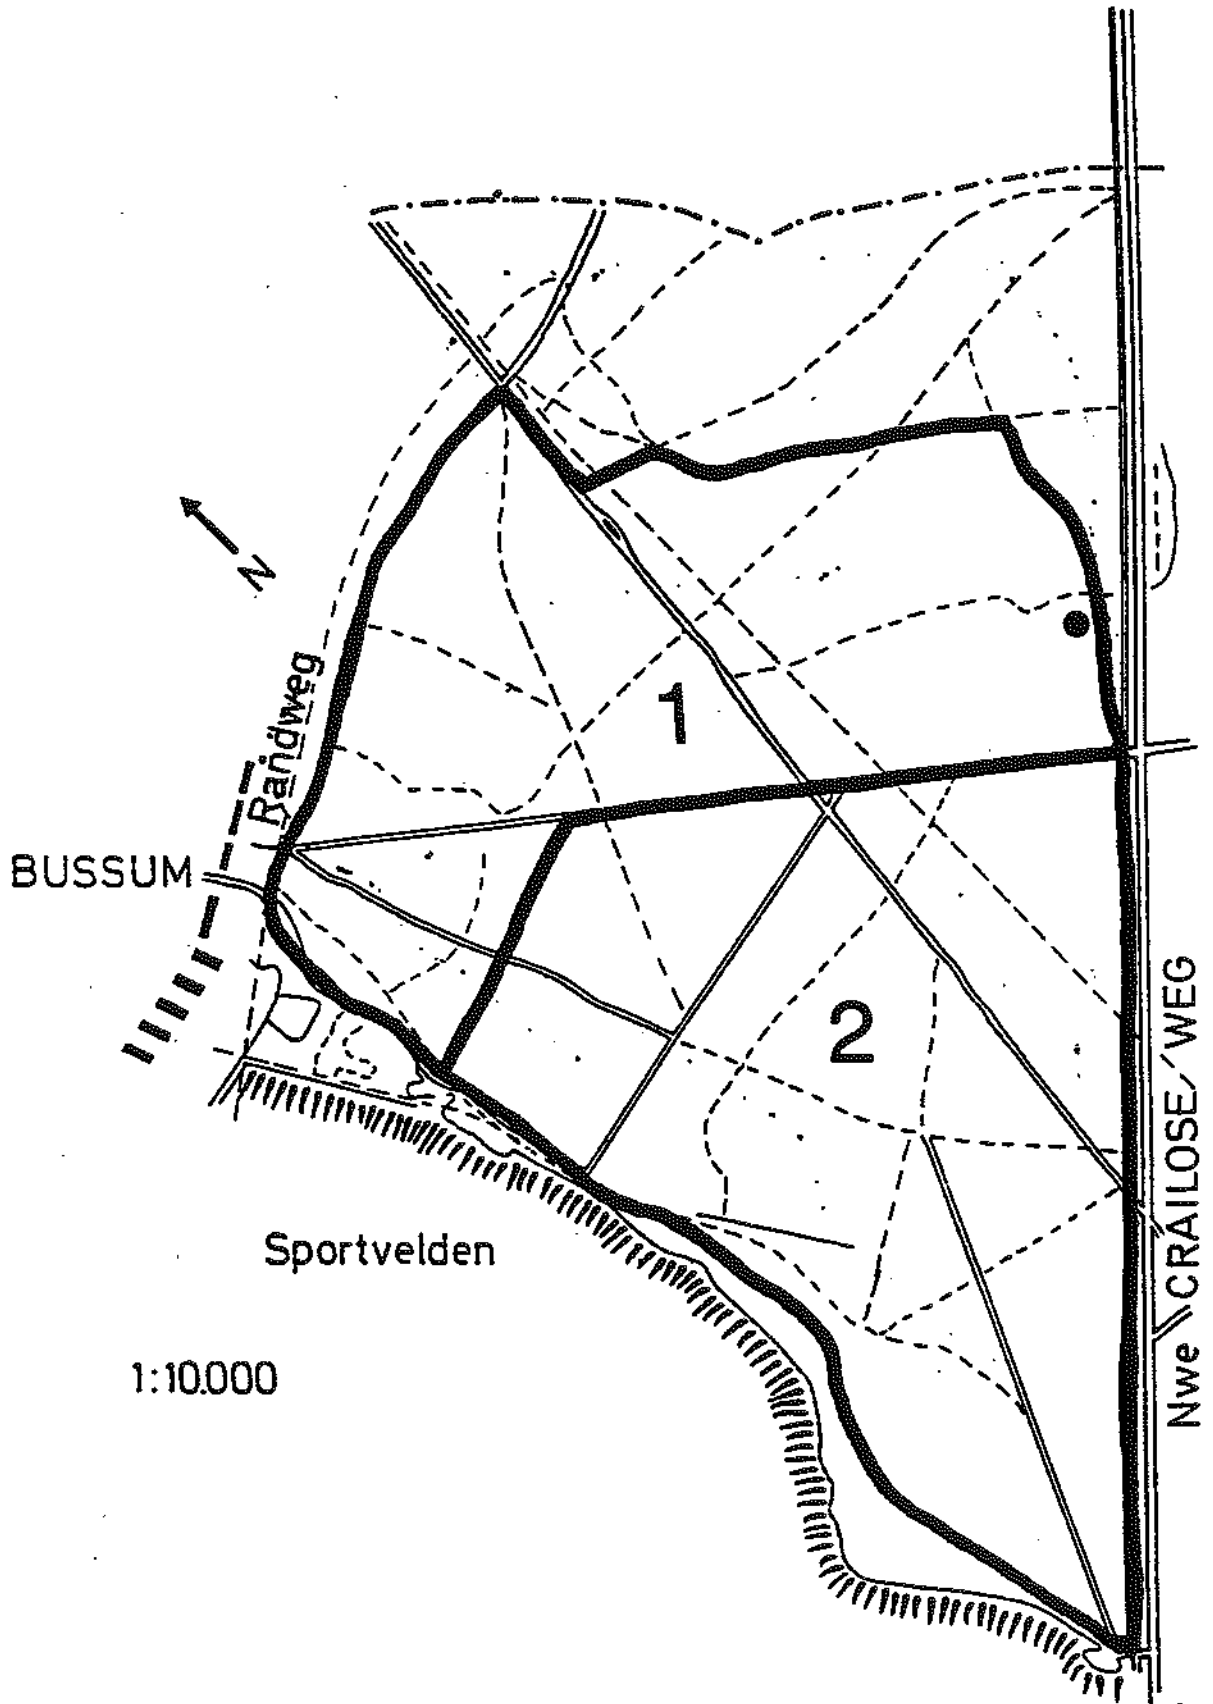 N
Randweg
1
BUSSUM
2
Nwe CRAILOSE WEG
Sportvelden
1:10.000